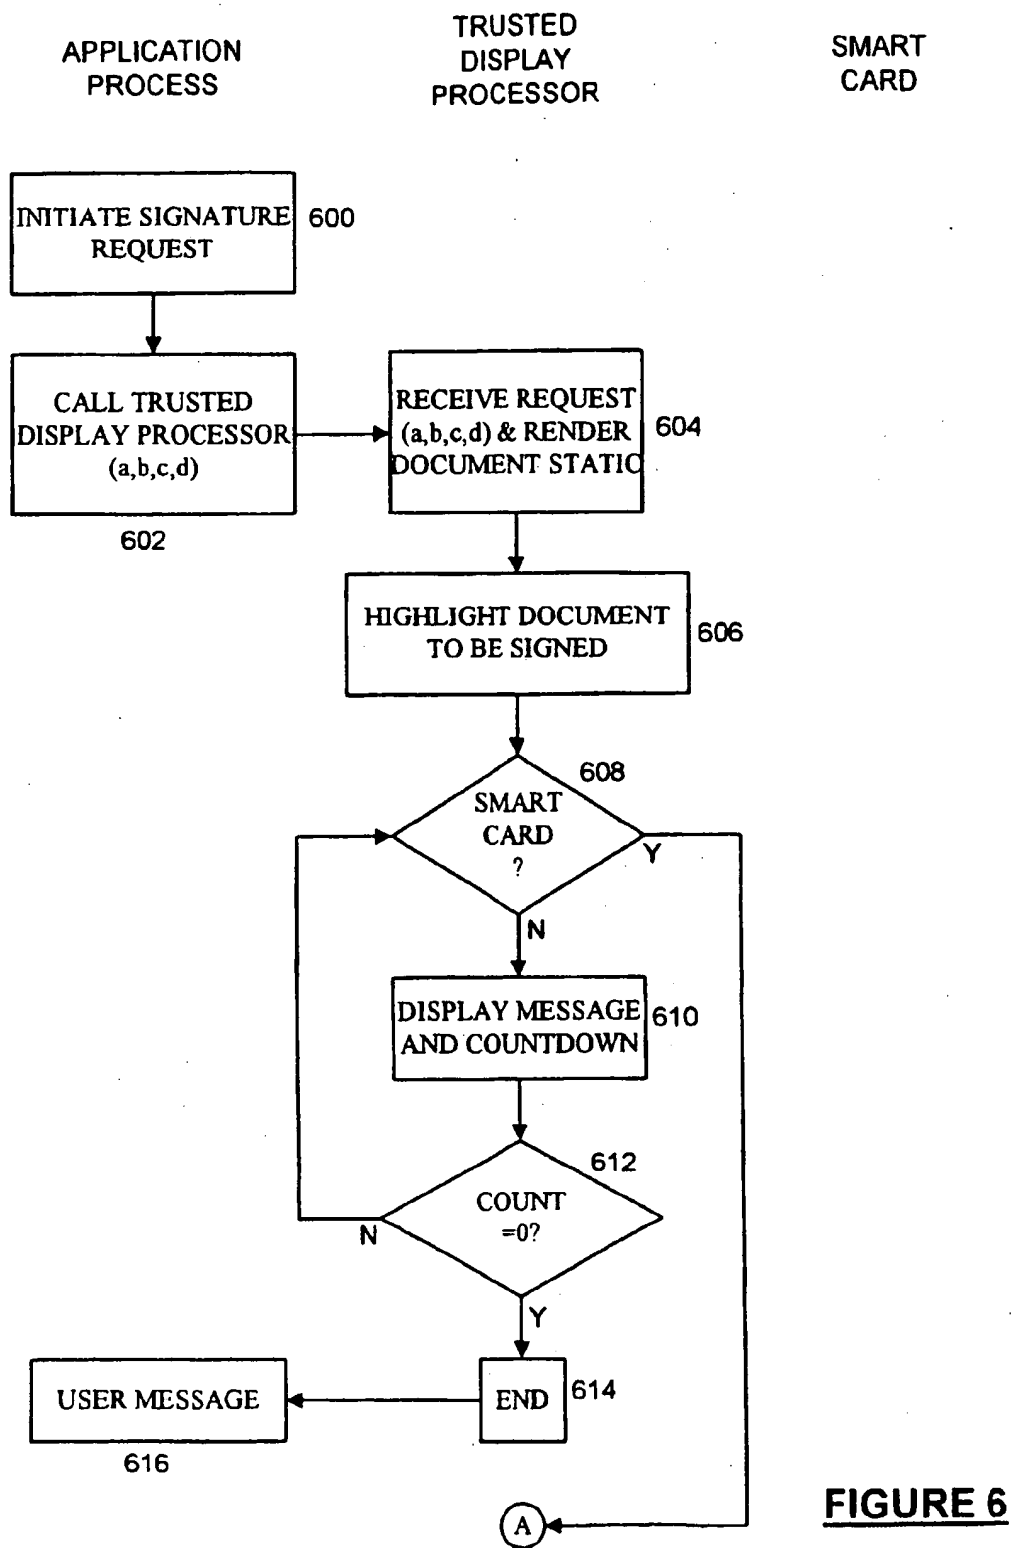 APPLICATION
PROCESS
TRUSTED
DISPLAY
PROCESSOR
SMART
CARD
INITIATE SIGNATURE
REQUEST
600
CALL TRUSTED
DISPLAY PROCESSOR
(a,b,c,d)
602
RECEIVE REQUEST
(a,b,c,d) & RENDER
DOCUMENT STATIC
604
HIGHLIGHT DOCUMENT
TO BE SIGNED
606
608
SMART
CARD
?
Y
N
DISPLAY MESSAGE
AND COUNTDOWN
610
612
COUNT
=0?
N
Y
USER MESSAGE
616
END
614
A
FIGURE 6